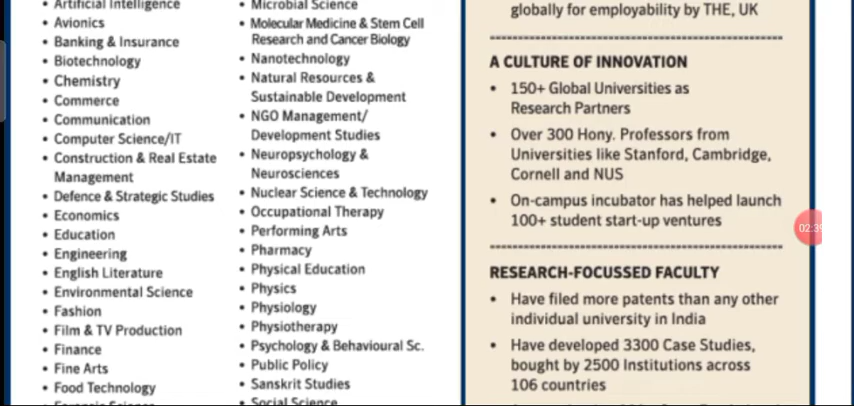 Artificial Intelligence
• Avionics
• Banking & Insurance
• Biotechnology
• Chemistry
• Commerce
• Communication
• Computer Science/IT
• Construction & Real Estate
Management
• Defence & Strategic Studies
• Economics
• Education
• Engineering
• English Literature
• Environmental Science
• Fashion
• Film & TV Production
• Finance
• Fine Arts
• Food Technology
• Forensic Science
• Microbial Science
• Molecular Medicine & Stem Cell
Research and Cancer Biology
• Nanotechnology
• Natural Resources &
Sustainable Development
• NGO Management/
Development Studies
• Neuropsychology &
Neurosciences
• Nuclear Science & Technology
• Occupational Therapy
• Performing Arts
• Pharmacy
• Physical Education
• Physics
• Physiology
• Physiotherapy
• Psychology & Behavioural Sc.
• Public Policy
• Sanskrit Studies
• Social Science
globally for employability by THE, UK
A CULTURE OF INNOVATION
• 150+ Global Universities as
Research Partners
• Over 300 Hony. Professors from
Universities like Stanford, Cambridge,
Cornell and NUS
• On-campus incubator has helped launch
100+ student start-up ventures
RESEARCH-FOCUSSED FACULTY
• Have filed more patents than any other
individual university in India
• Have developed 3300 Case Studies,
bought by 2500 Institutions across
106 countries